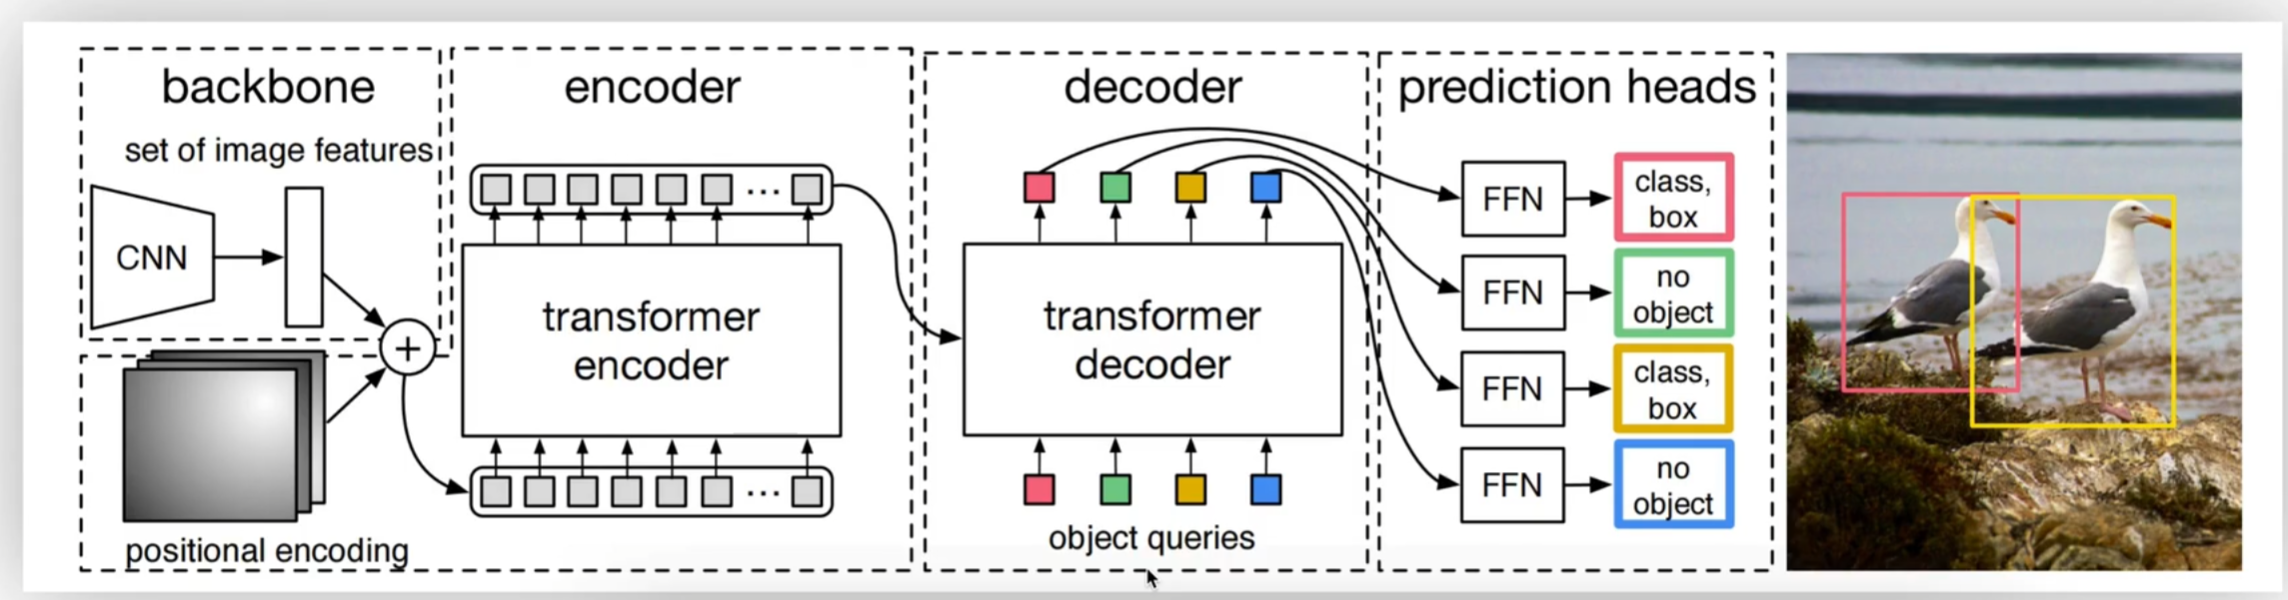 backbone
set of image features
CNN
+
positional encoding
encoder
...
transformer
encoder
...
decoder
transformer
decoder
object queries
prediction heads
FFN
class,
box
FFN
no
object
FFN
class,
box
FFN
no
object